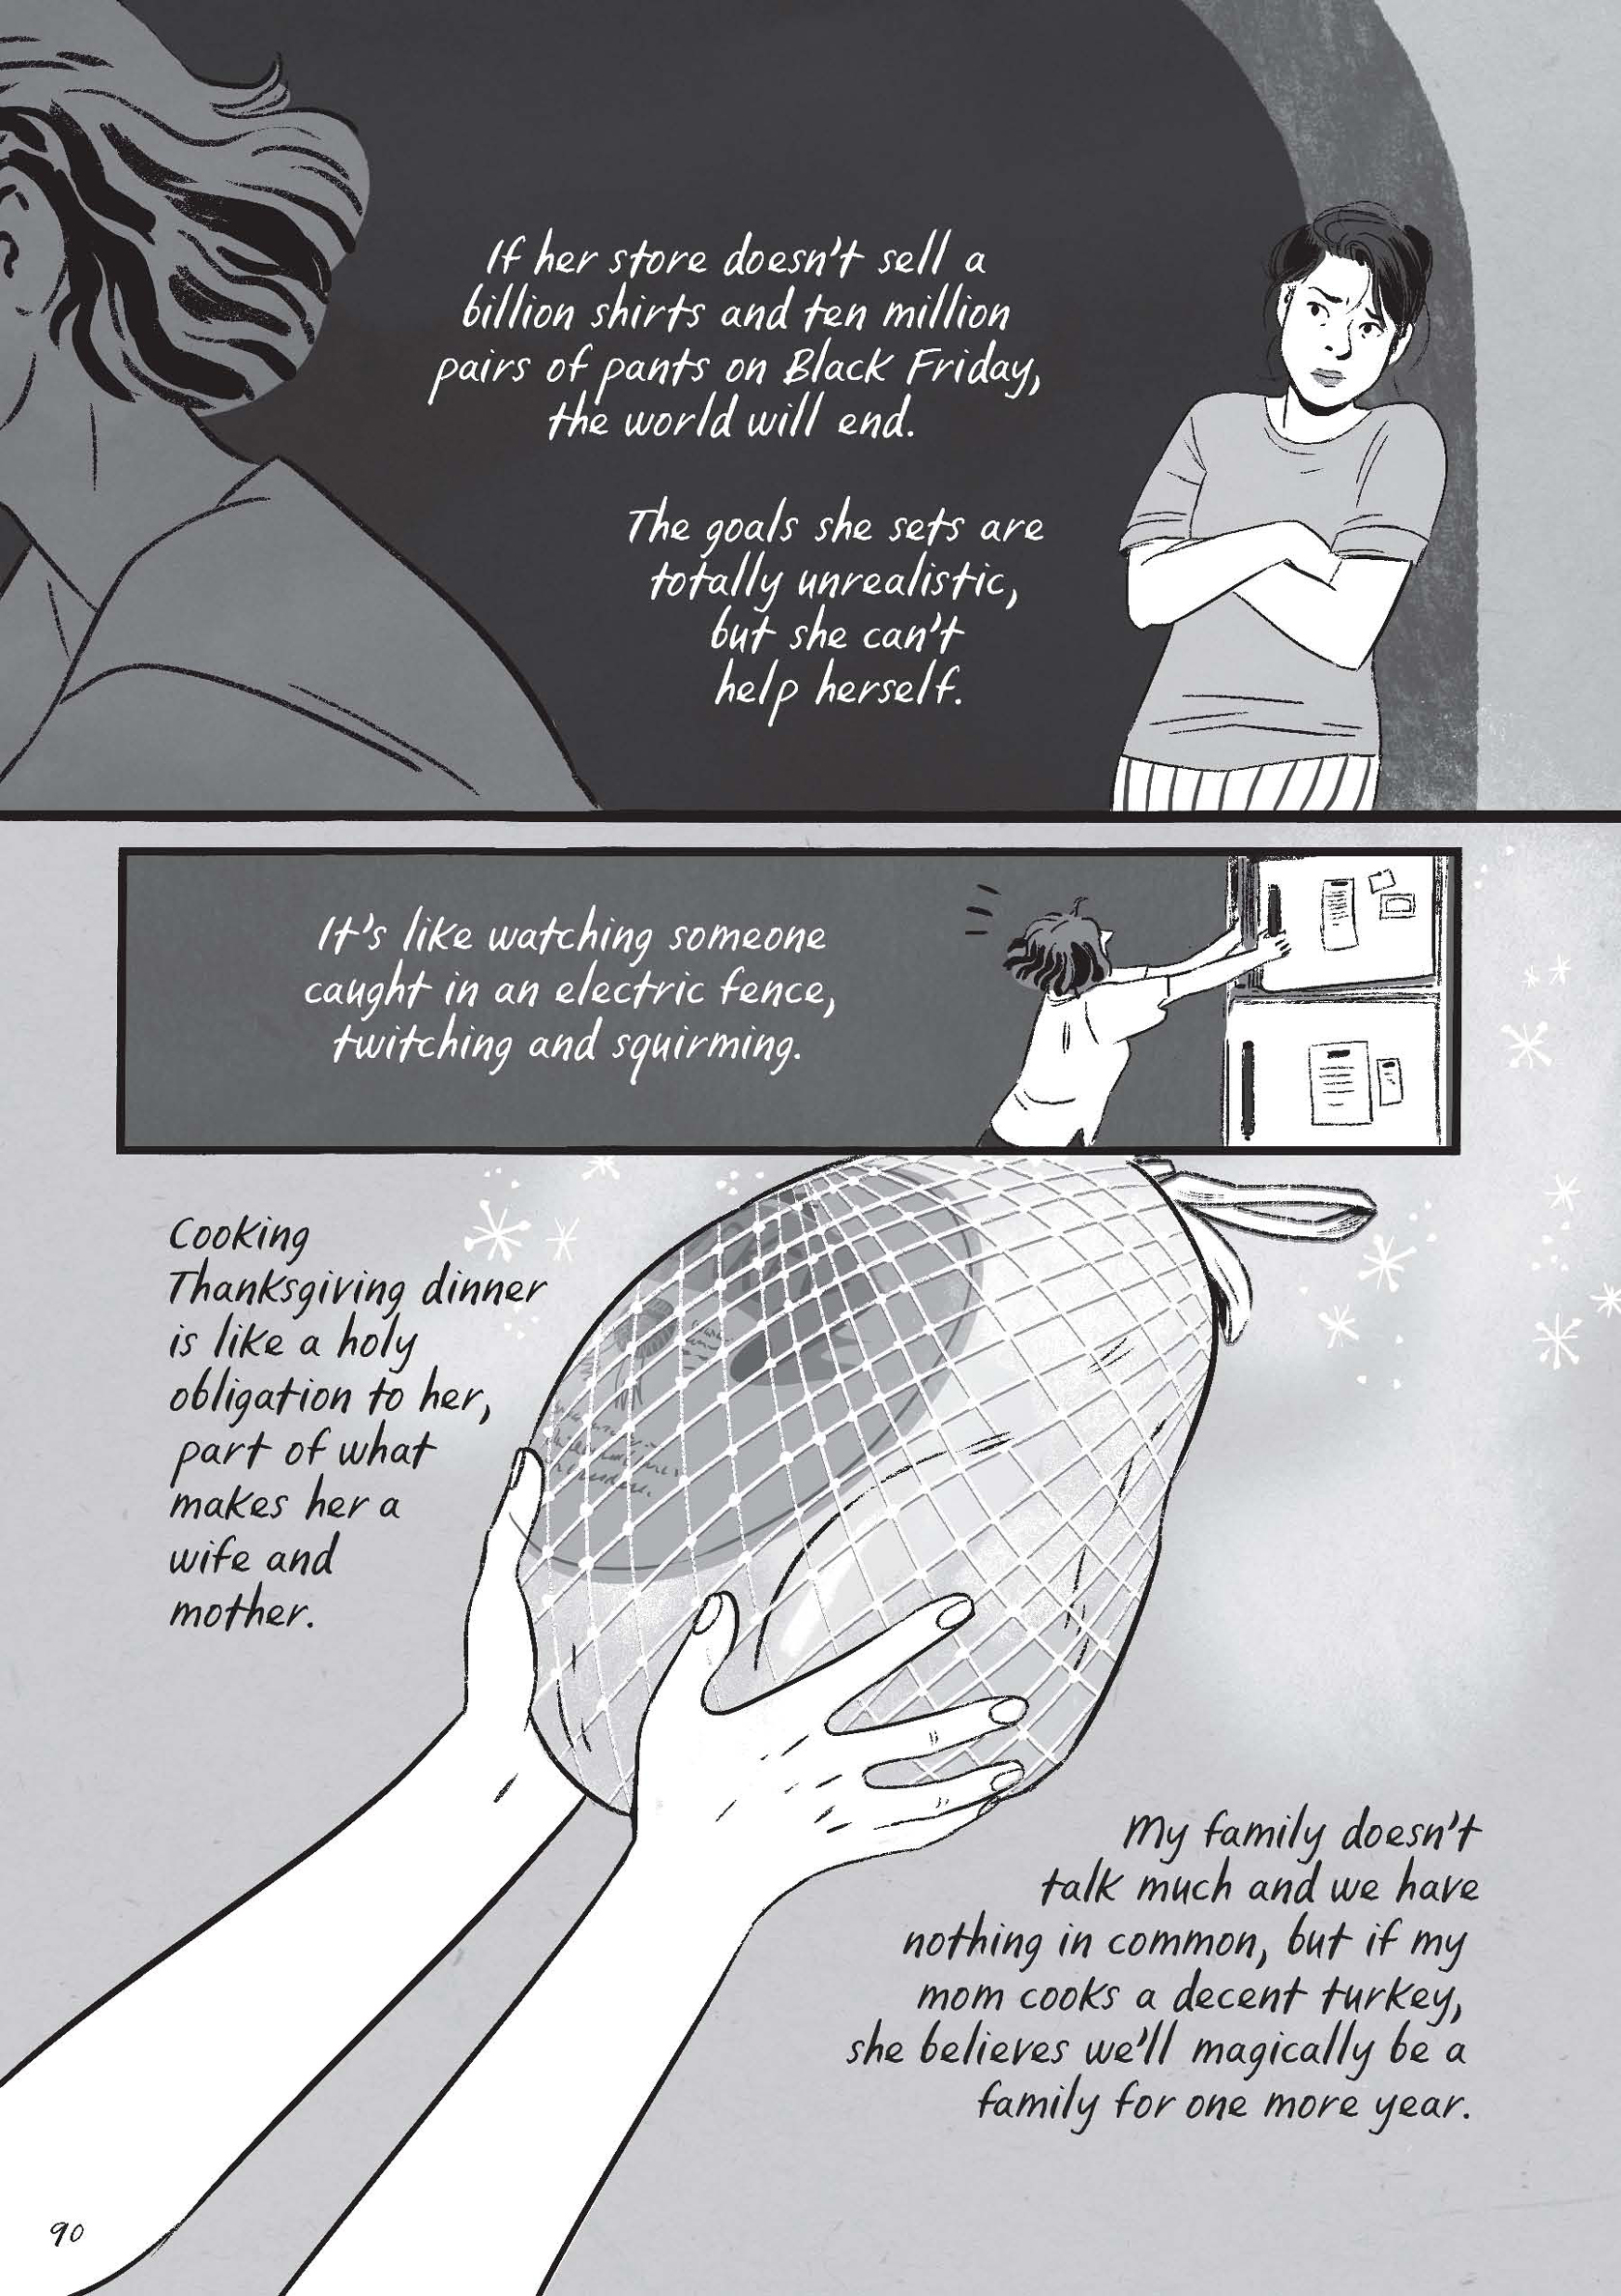 If her store doesn't sell a
billion shirts and ten million
pairs of pants on Black Friday,
the world will end.
The goals she sets are
totally unrealistic,
but she can't
help herself.
It's like watching someone
caught in an electric fence,
twitching and squirming.
Cooking
Thanksgiving dinner
is like a holy
obligation to her,
part of what
makes her a
wife and
mother.
My family doesn't
talk much and we have
nothing in common, but if my
mom cooks a decent turkey,
she believes we'll magically be a
family for one more year.
90